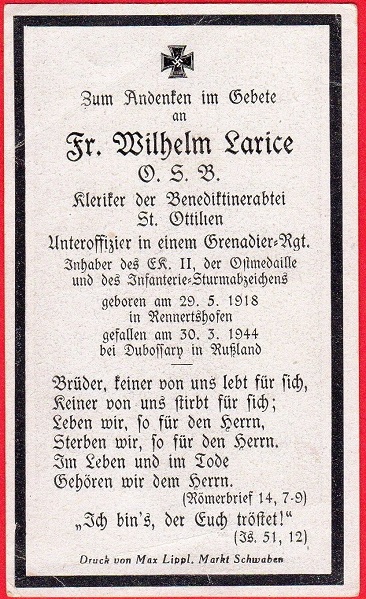 Zum Andenken im Gebete
an
Fr. Wilhelm Larice
O. S. B.
Kleriker der Benediktinerabtei
St. Ottilien
Unteroffizier in einem Grenadier-Rgt.
Inhaber des EK. II, der Ostmedaille
und des Infanterie-Sturmabzeichens
geboren am 29. 5. 1918
in Rennertshofen
gefallen am 30. 3. 1944
bei Dubossary in Rußland
Brüder, keiner von uns lebt für sich,
Keiner von uns stirbt für sich;
Leben wir, so für den Herrn,
Sterben wir, so für den Herrn.
Im Leben und im Tode
Gehören wir dem Herrn.
(Römerbrief 14, 7-9)
„Ich bin's, der Euch tröstet!"
(Is. 51, 12)
Druck von Max Lippl, Markt Schwaben